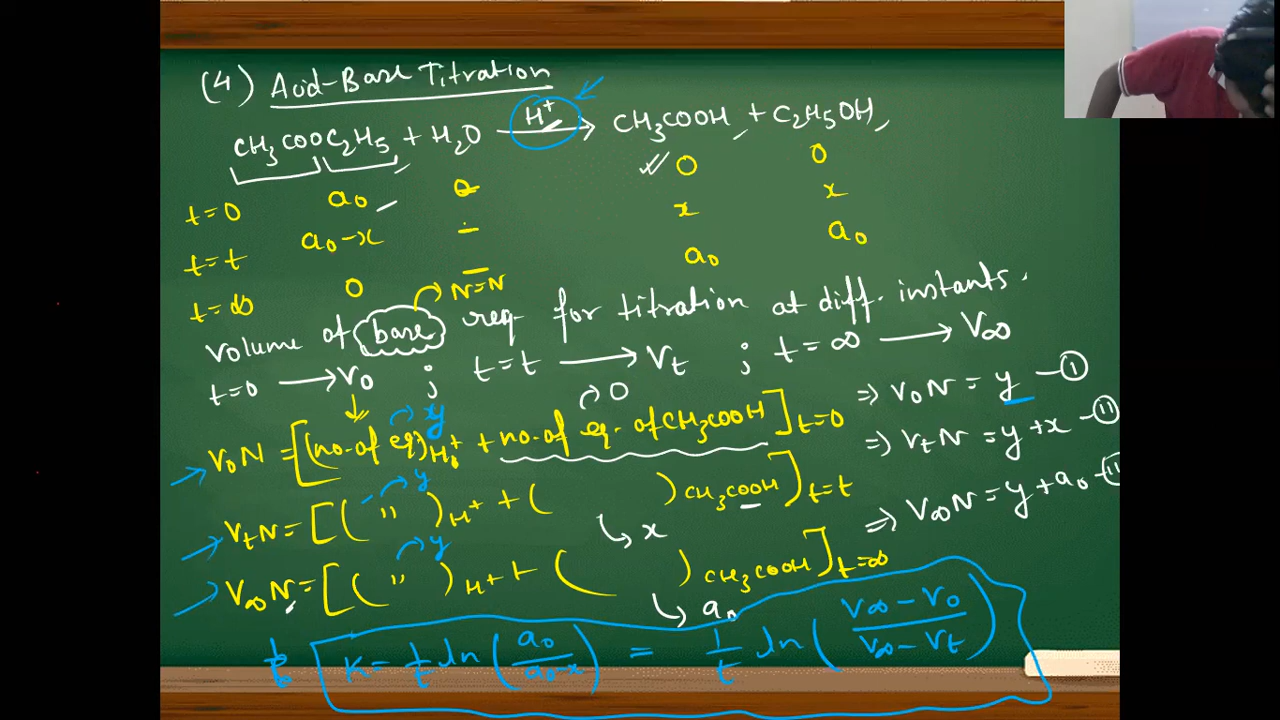 (4) Acid-Base Titration
CH3COOC2H5 + H2O H+ → CH3COOH + C2H5OH
t=0 a0 0 0
t=t a0-x - x x
t=∞ 0 - a0 a0
N=N
Volume of base req for titration at diff. instants.
t=0 → V0 ; t=t → Vt ; t=∞ → V∞
0 ⇒ V0N = y -(I)
y
V0N = [(no-of eq)H+ + no-of eq. of CH3COOH]t=0
⇒ VtN = y+x -(II)
y
VtN = [( " )H+ + ( )CH3COOH]t=t
x
⇒ V∞N = y+a0
y
V∞N = [( " )H+ + ( )CH3COOH]t=∞
a0
K = 1/t ln (a0/a0-x) = 1/t ln (V∞-V0/V∞-Vt)